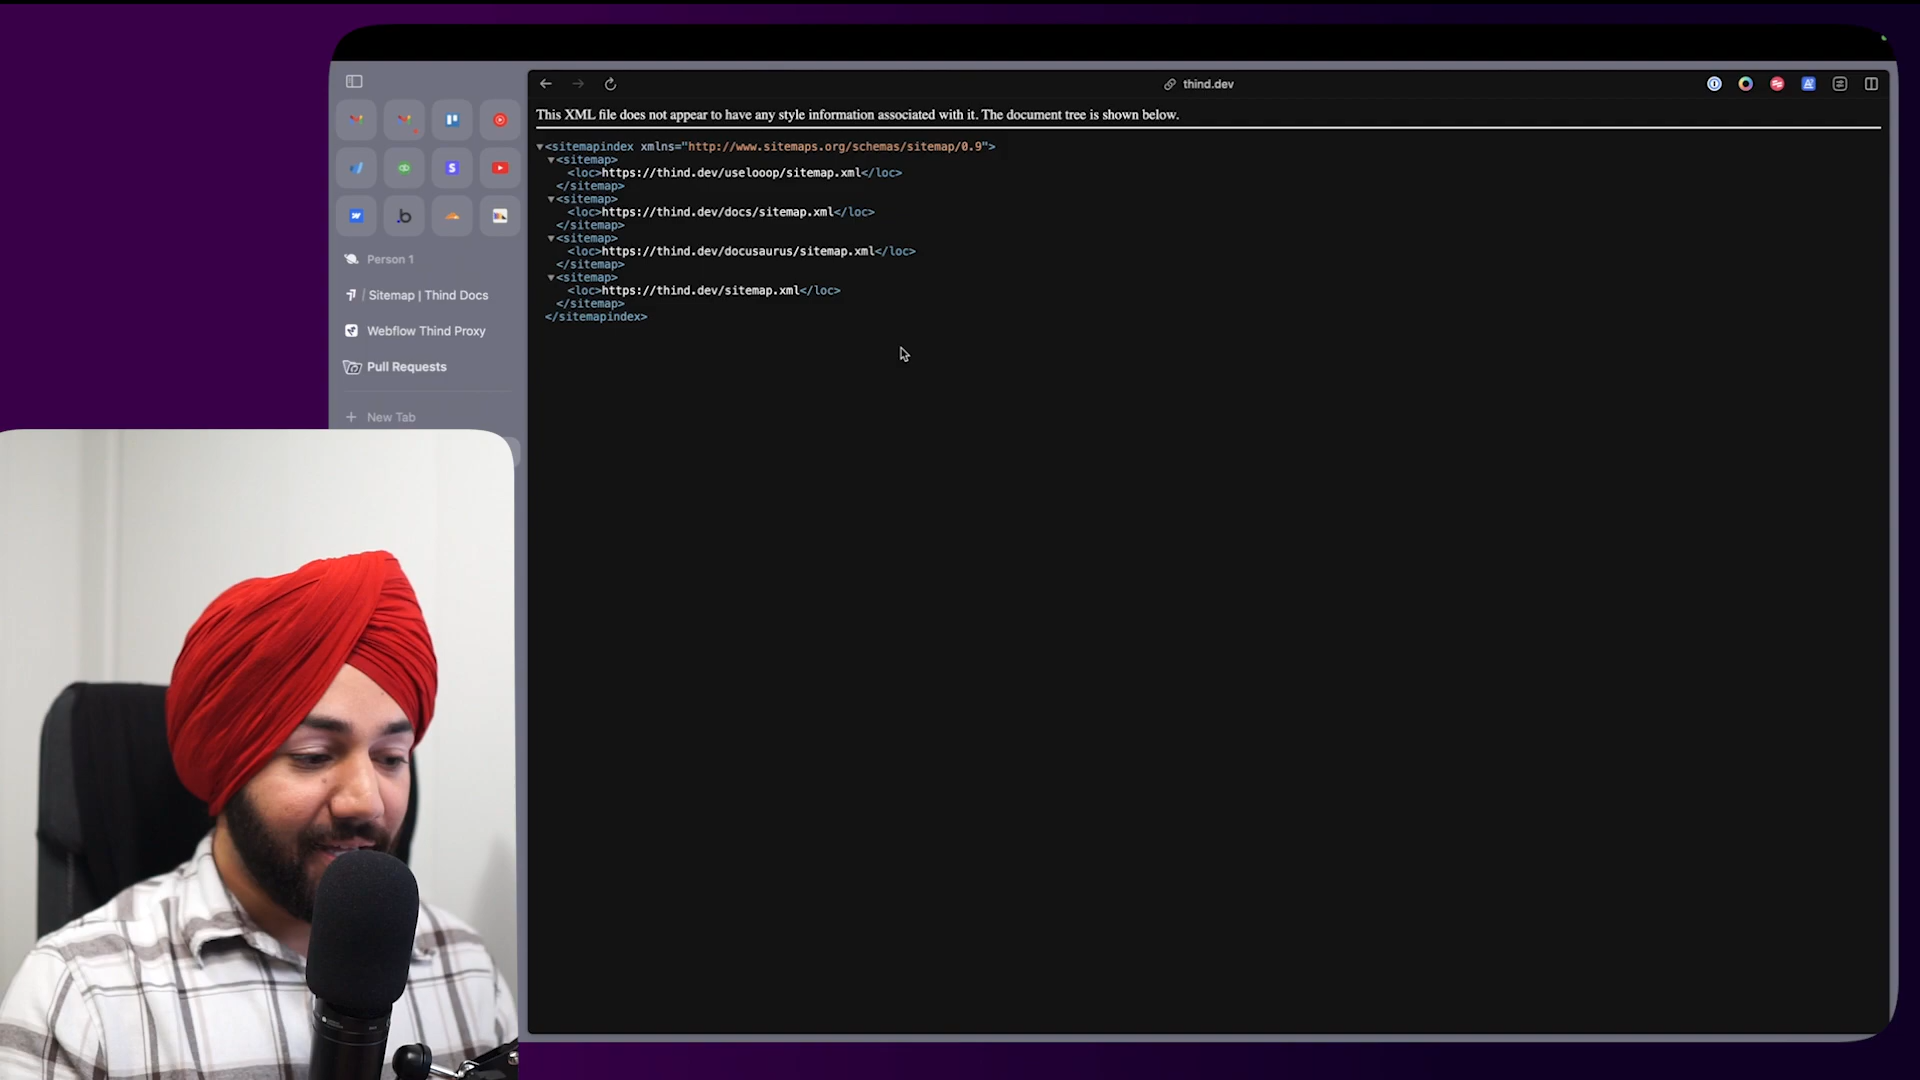 thind.dev
This XML file does not appear to have any style information associated with it. The document tree is shown below.
<sitemapindex xmlns="http://www.sitemaps.org/schemas/sitemap/0.9">
<sitemap>
<loc>https://thind.dev/uselooop/sitemap.xml</loc>
</sitemap>
<sitemap>
<loc>https://thind.dev/docs/sitemap.xml</loc>
</sitemap>
<sitemap>
<loc>https://thind.dev/docusaurus/sitemap.xml</loc>
</sitemap>
<sitemap>
<loc>https://thind.dev/sitemap.xml</loc>
</sitemap>
</sitemapindex>
Person 1
Sitemap | Thind Docs
Webflow Thind Proxy
Pull Requests
+ New Tab